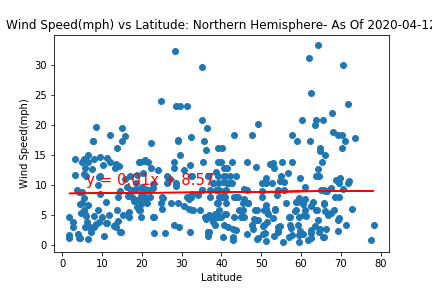 Wind Speed(mph) vs Latitude: Northern Hemisphere- As Of 2020-04-12
30
25
20
15
10
5
0
Wind Speed(mph)
y = 0.01x + 8.57
0 10 20 30 40 50 60 70 80
Latitude